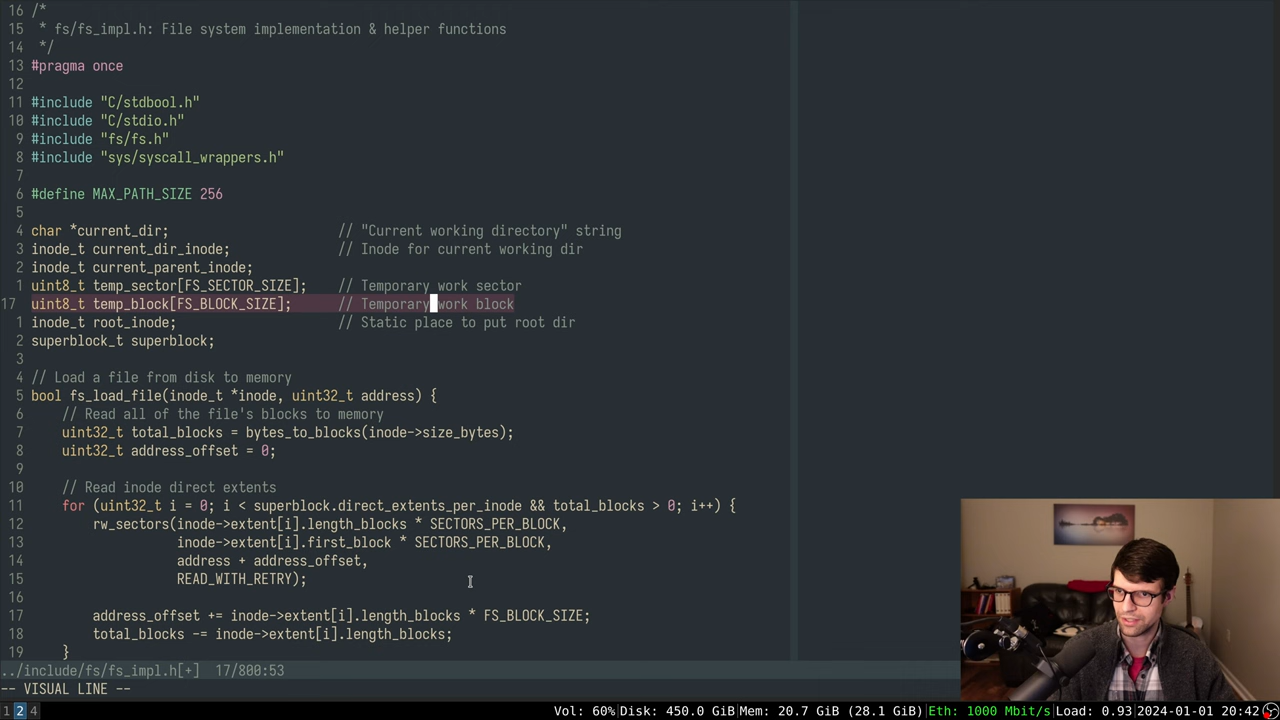 16 /*
15  * fs/fs_impl.h: File system implementation & helper functions
14  */
13 #pragma once
12
11 #include "C/stdbool.h"
10 #include "C/stdio.h"
9 #include "fs/fs.h"
8 #include "sys/syscall_wrappers.h"
7
6 #define MAX_PATH_SIZE 256
5
4 char *current_dir; // "Current working directory" string
3 inode_t current_dir_inode; // Inode for current working dir
2 inode_t current_parent_inode;
1 uint8_t temp_sector[FS_SECTOR_SIZE]; // Temporary work sector
17 uint8_t temp_block[FS_BLOCK_SIZE]; // Temporary work block
1 inode_t root_inode; // Static place to put root dir
2 superblock_t superblock;
3
4 // Load a file from disk to memory
5 bool fs_load_file(inode_t *inode, uint32_t address) {
6     // Read all of the file's blocks to memory
7     uint32_t total_blocks = bytes_to_blocks(inode->size_bytes);
8     uint32_t address_offset = 0;
9
10     // Read inode direct extents
11     for (uint32_t i = 0; i < superblock.direct_extents_per_inode && total_blocks > 0; i++) {
12         rw_sectors(inode->extent[i].length_blocks * SECTORS_PER_BLOCK,
13                    inode->extent[i].first_block * SECTORS_PER_BLOCK,
14                    address + address_offset,
15                    READ_WITH_RETRY);
16
17         address_offset += inode->extent[i].length_blocks * FS_BLOCK_SIZE;
18         total_blocks -= inode->extent[i].length_blocks;
19     }
../include/fs/fs_impl.h[+] 17/800:53
-- VISUAL LINE --
1 2 4 Vol: 60%|Disk: 450.0 GiB|Mem: 20.7 GiB (28.1 GiB)|Eth: 1000 Mbit/s|Load: 0.93|2024-01-01 20:42